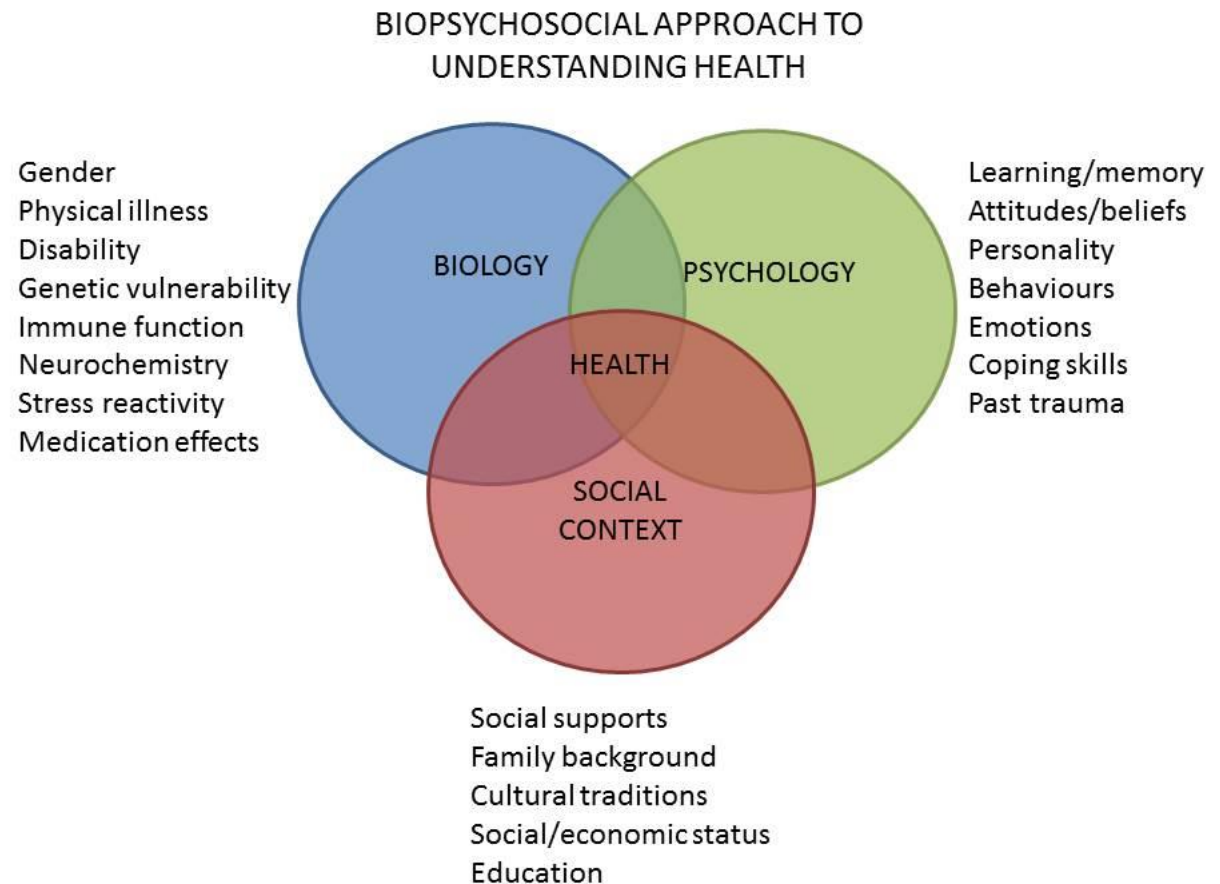 BIOPSYCHOSOCIAL APPROACH TO
UNDERSTANDING HEALTH
Gender
Physical illness
Disability
Genetic vulnerability
Immune function
Neurochemistry
Stress reactivity
Medication effects
BIOLOGY
PSYCHOLOGY
HEALTH
SOCIAL
CONTEXT
Learning/memory
Attitudes/beliefs
Personality
Behaviours
Emotions
Coping skills
Past trauma
Social supports
Family background
Cultural traditions
Social/economic status
Education